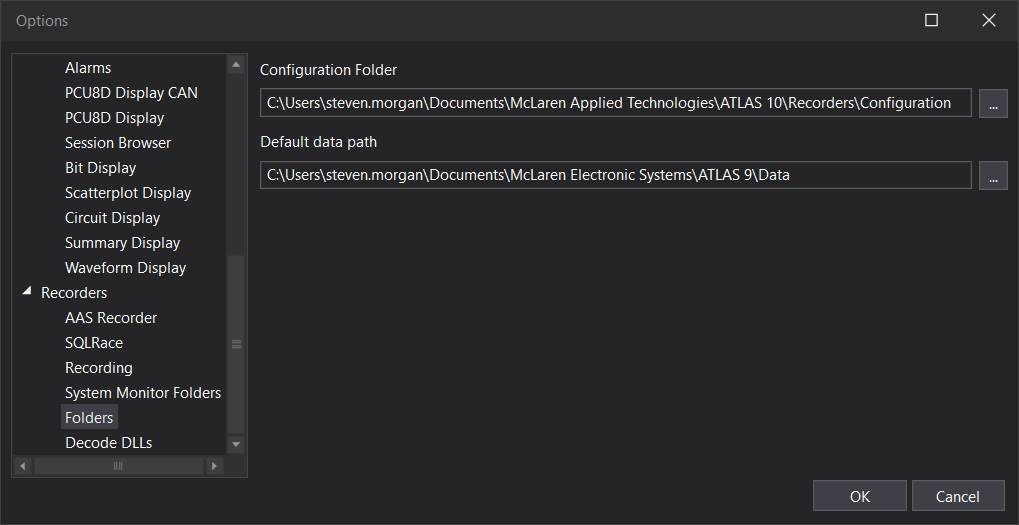 Options
Alarms
PCU8D Display CAN
PCU8D Display
Session Browser
Bit Display
Scatterplot Display
Circuit Display
Summary Display
Waveform Display
Recorders
AAS Recorder
SQLRace
Recording
System Monitor Folders
Folders
Decode DLLs
Configuration Folder
C:\Users\steven.morgan\Documents\McLaren Applied Technologies\ATLAS 10\Recorders\Configuration
...
Default data path
C:\Users\steven.morgan\Documents\McLaren Electronic Systems\ATLAS 9\Data
...
OK
Cancel